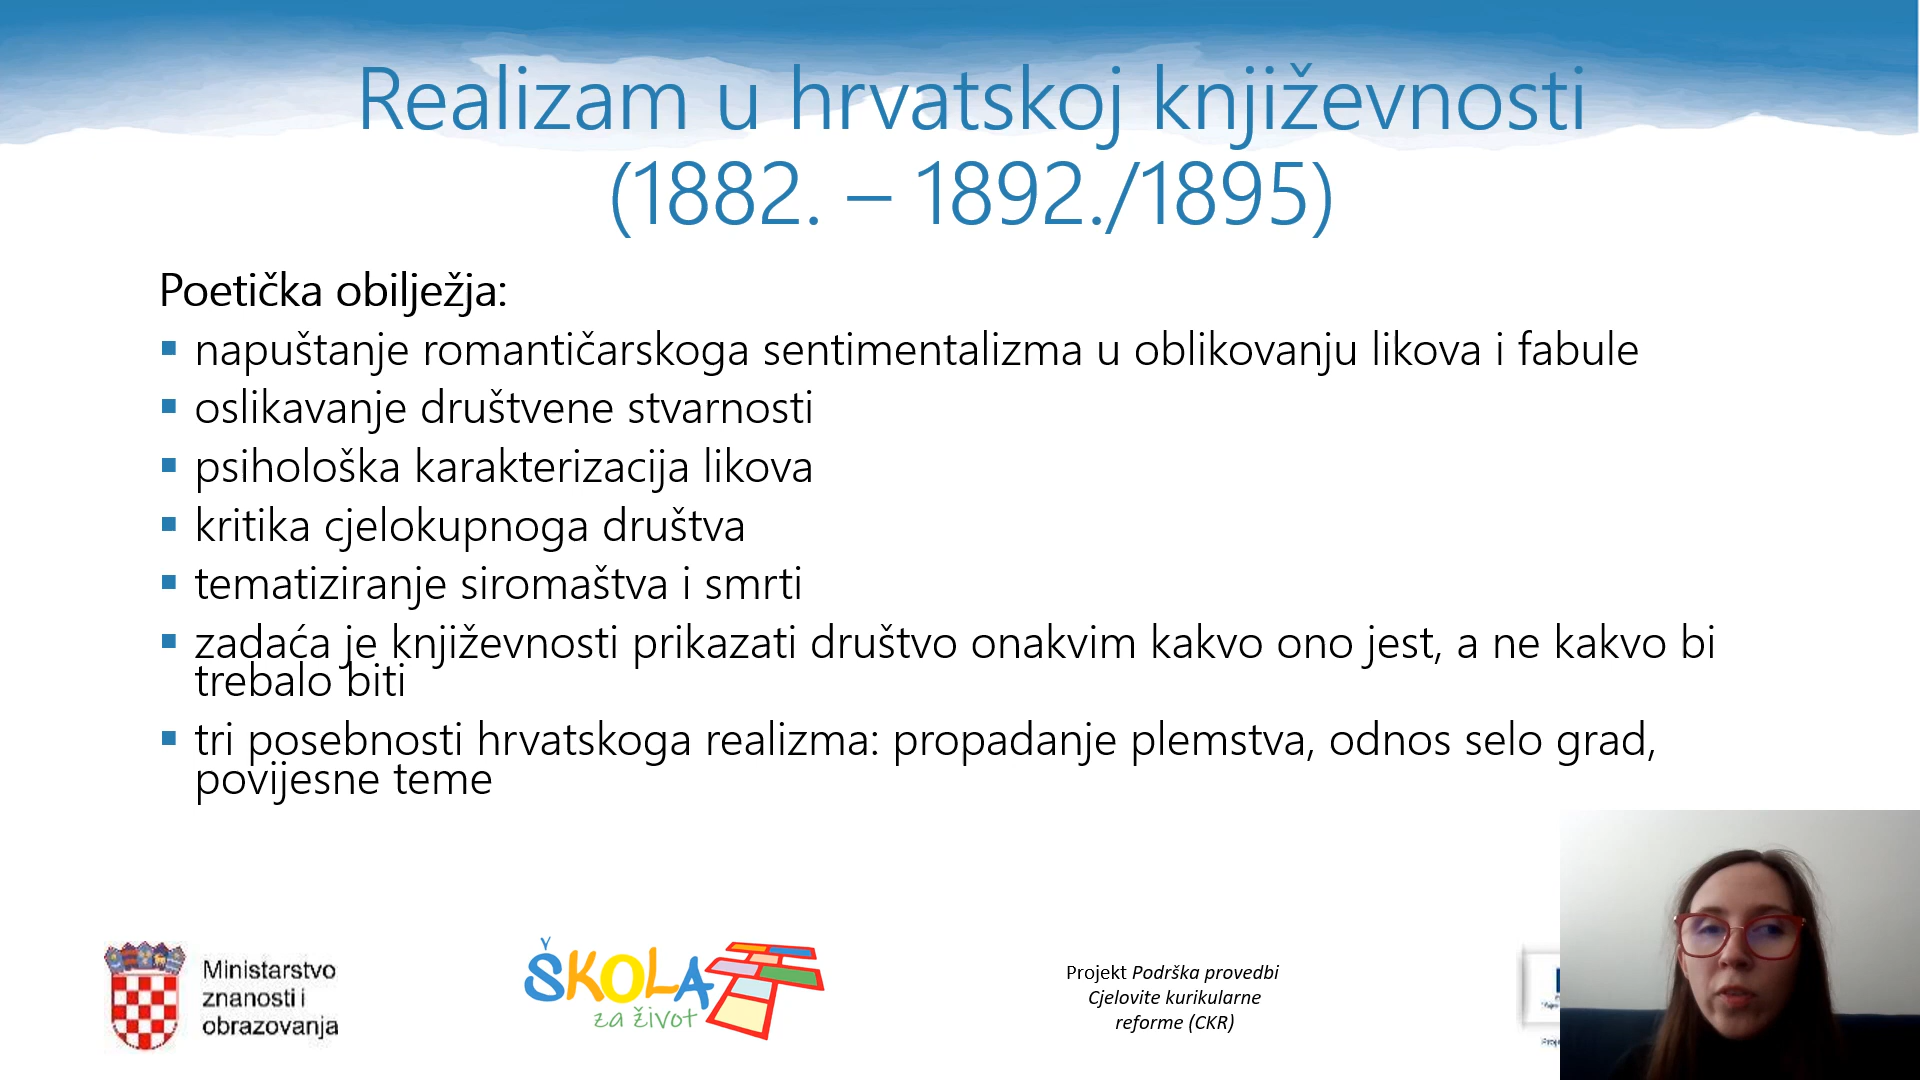 Realizam u hrvatskoj književnosti
(1882. – 1892./1895)
Poetička obilježja:
▪ napuštanje romantičarskoga sentimentalizma u oblikovanju likova i fabule
▪ oslikavanje društvene stvarnosti
▪ psihološka karakterizacija likova
▪ kritika cjelokupnoga društva
▪ tematiziranje siromaštva i smrti
▪ zadaća je književnosti prikazati društvo onakvim kakvo ono jest, a ne kakvo bi
trebalo biti
▪ tri posebnosti hrvatskoga realizma: propadanje plemstva, odnos selo grad,
povijesne teme
Ministarstvo
znanosti i
obrazovanja
ŠKOLA
za život
Projekt Podrška provedbi
Cjelovite kurikularne
reforme (CKR)